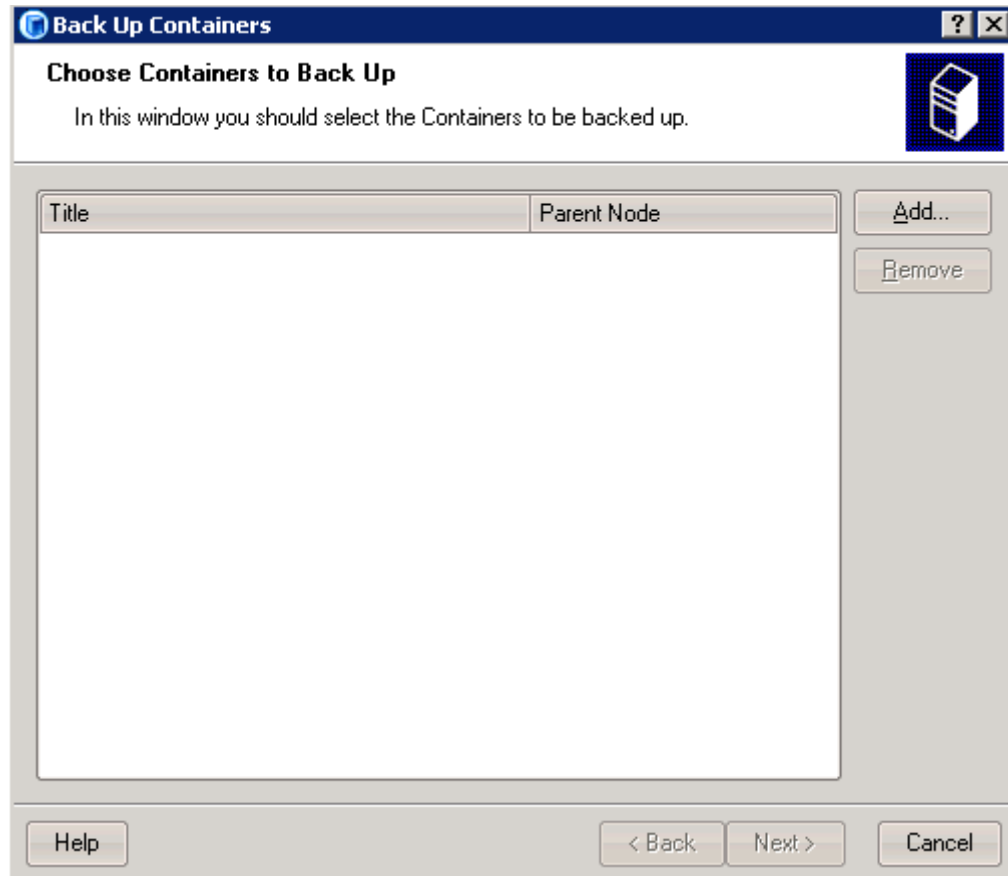 Back Up Containers
Choose Containers to Back Up
In this window you should select the Containers to be backed up.
Title Parent Node
Add...
Remove
Help < Back Next > Cancel